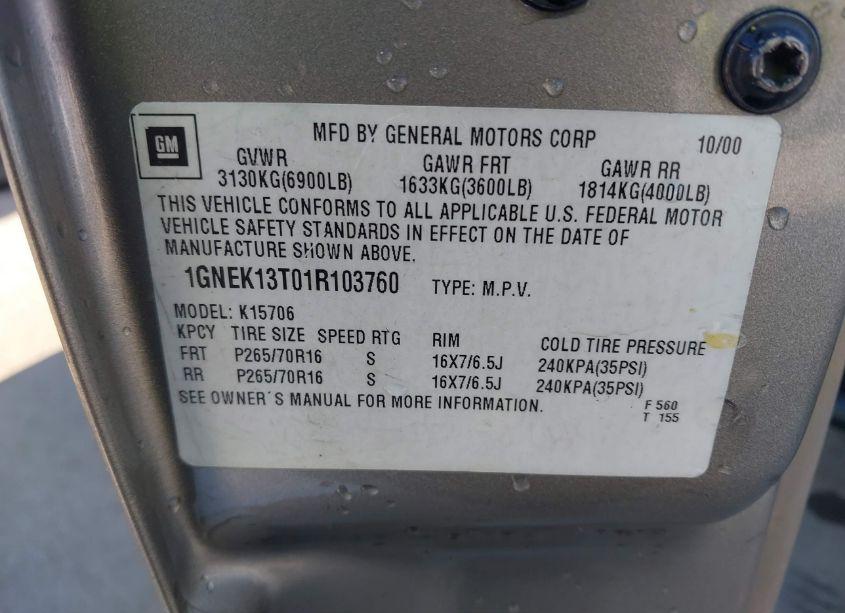 GM
MFD BY GENERAL MOTORS CORP 10/00
GVWR GAWR FRT GAWR RR
3130KG(6900LB) 1633KG(3600LB) 1814KG(4000LB)
THIS VEHICLE CONFORMS TO ALL APPLICABLE U.S. FEDERAL MOTOR
VEHICLE SAFETY STANDARDS IN EFFECT ON THE DATE OF
MANUFACTURE SHOWN ABOVE.
1GNEK13T01R103760 TYPE: M.P.V.
MODEL: K15706
KPCY TIRE SIZE SPEED RTG RIM COLD TIRE PRESSURE
FRT P265/70R16 S 16X7/6.5J 240KPA(35PSI)
RR P265/70R16 S 16X7/6.5J 240KPA(35PSI)
SEE OWNER´S MANUAL FOR MORE INFORMATION.
F 560
T 155